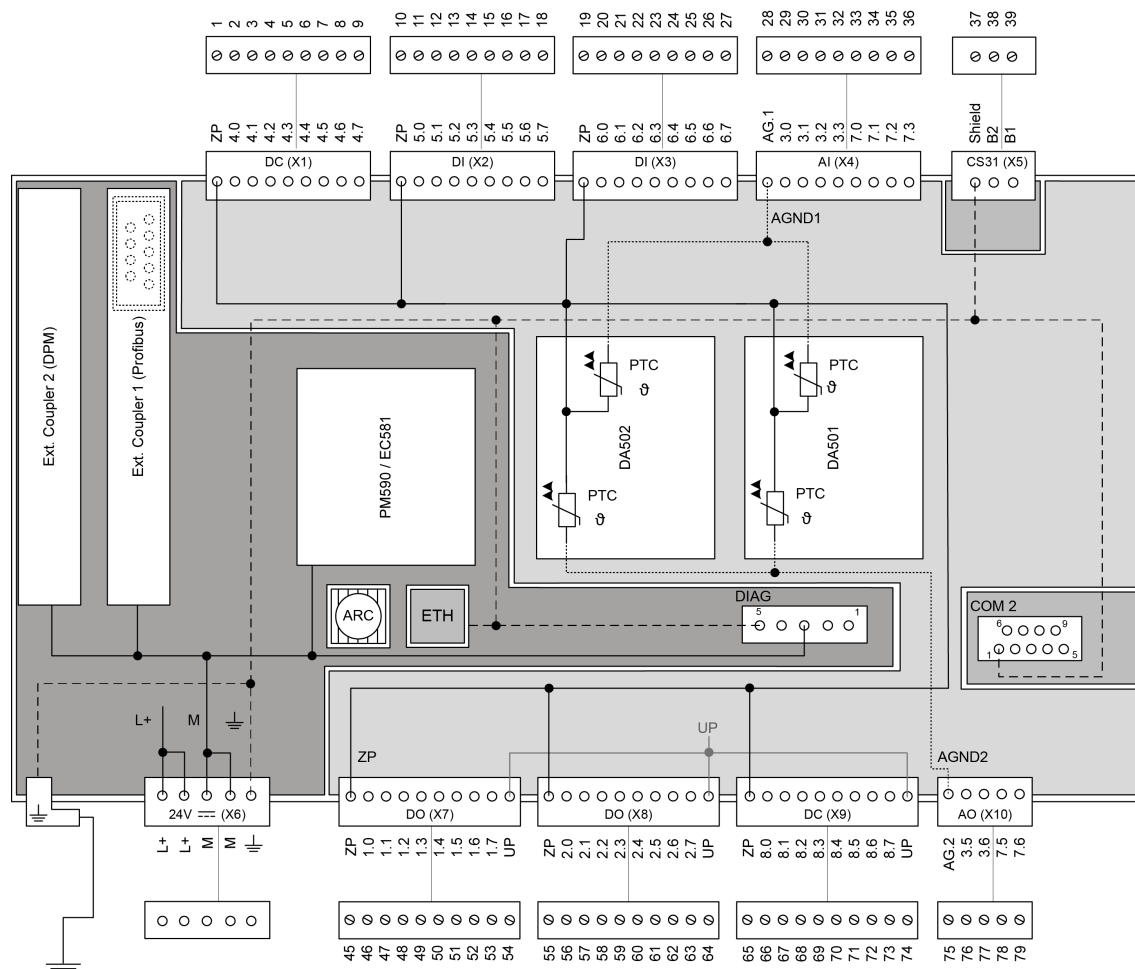 1 2 3 4 5 6 7 8 9
10 11 12 13 14 15 16 17 18
19 20 21 22 23 24 25 26 27
28 29 30 31 32 33 34 35 36
37 38 39
ZP 4.0 4.1 4.2 4.3 4.4 4.5 4.6 4.7
ZP 5.0 5.1 5.2 5.3 5.4 5.5 5.6 5.7
ZP 6.0 6.1 6.2 6.3 6.4 6.5 6.6 6.7
AG.1 3.0 3.1 3.2 3.3 7.0 7.1 7.2 7.3
Shield B2 B1
DC (X1)
DI (X2)
DI (X3)
AI (X4)
CS31 (X5)
AGND1
Ext. Coupler 2 (DPM)
Ext. Coupler 1 (Profibus)
PM590 / EC581
PTC
ϑ
PTC
ϑ
DA502
DA501
PTC
ϑ
PTC
ϑ
ARC
ETH
DIAG
5 1
COM 2
6 9
1 5
L+ M
UP
ZP
AGND2
24V (X6)
DO (X7)
DO (X8)
DC (X9)
AO (X10)
L+ L+ M M
ZP 1.0 1.1 1.2 1.3 1.4 1.5 1.6 1.7 UP
ZP 2.0 2.1 2.2 2.3 2.4 2.5 2.6 2.7 UP
ZP 8.0 8.1 8.2 8.3 8.4 8.5 8.6 8.7 UP
AG.2 3.5 3.6 7.5 7.6
45 46 47 48 49 50 51 52 53 54
55 56 57 58 59 60 61 62 63 64
65 66 67 68 69 70 71 72 73 74
75 76 77 78 79